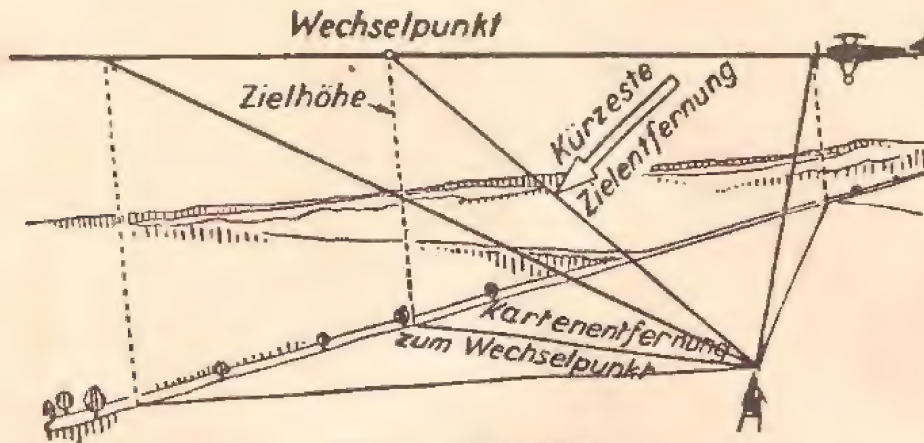 Wechselpunkt
Zielhöhe
Kürzeste
Zielentfernung
Kartenentfernung
zum Wechselpunkt